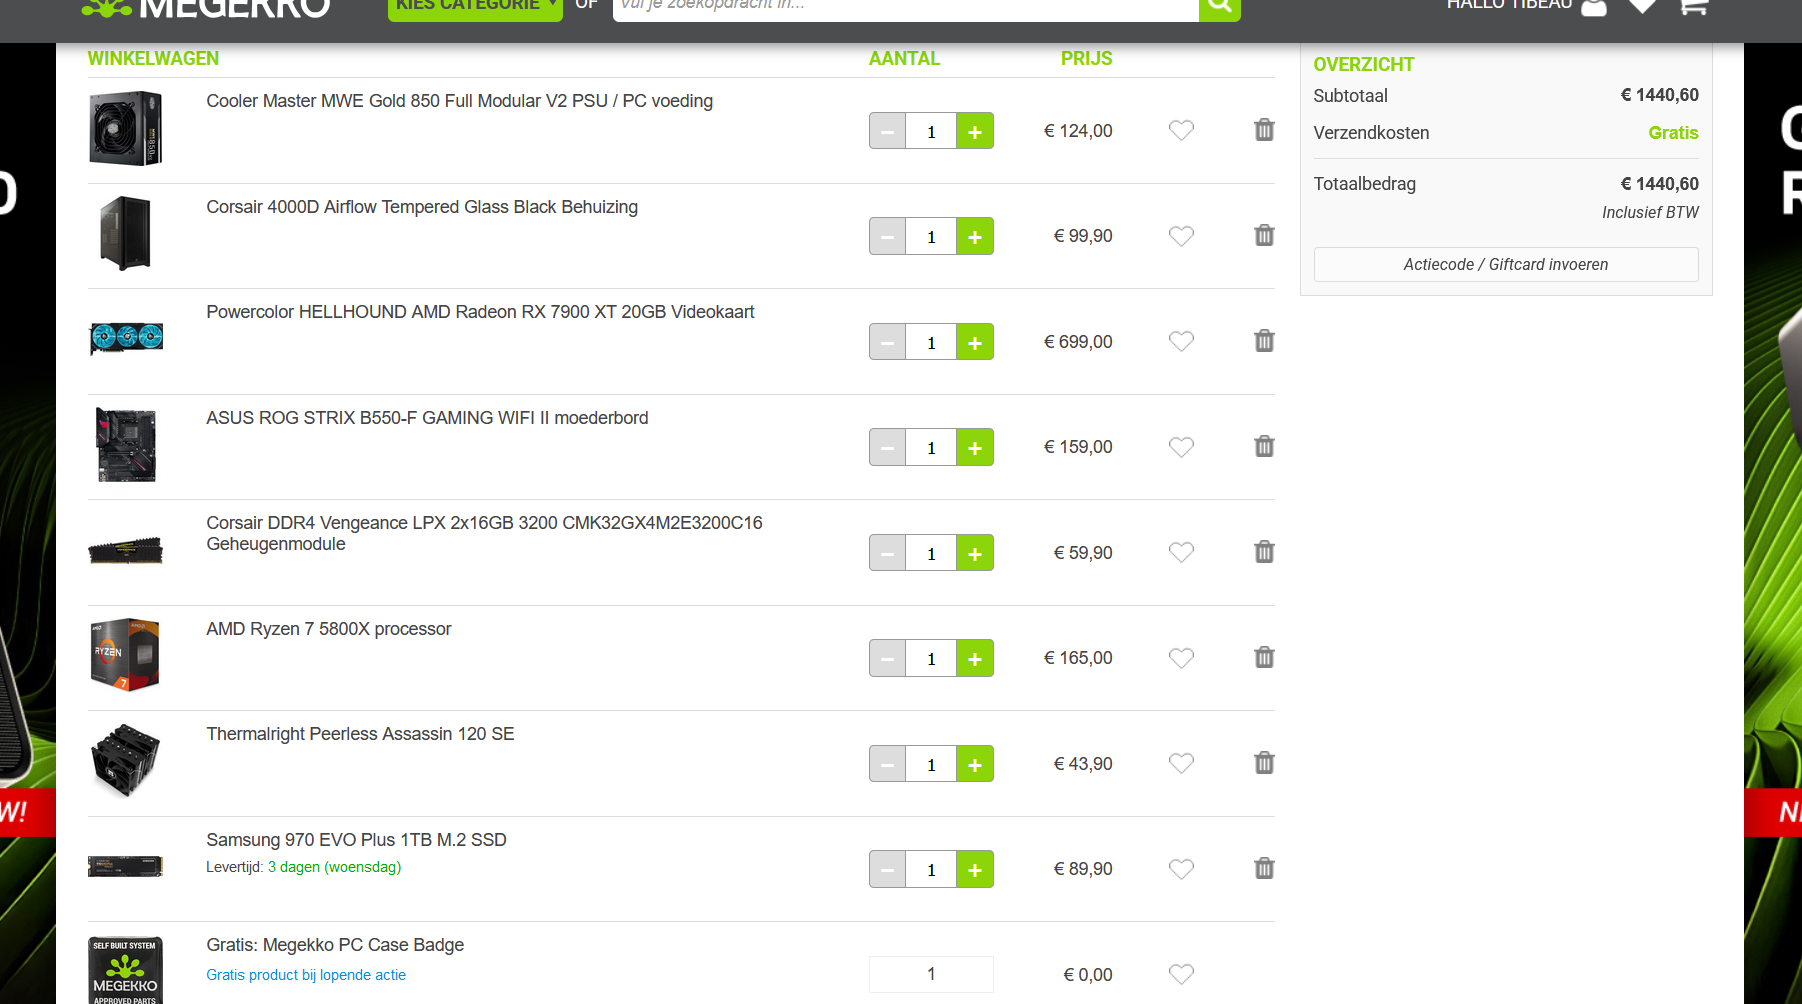 MEGEKKO
KIES CATEGORIE
OF
Vul je zoekopdracht in...
HALLO TIBEAU
WINKELWAGEN
AANTAL
PRIJS
Cooler Master MWE Gold 850 Full Modular V2 PSU / PC voeding
− 1 +
€ 124,00
Corsair 4000D Airflow Tempered Glass Black Behuizing
− 1 +
€ 99,90
Powercolor HELLHOUND AMD Radeon RX 7900 XT 20GB Videokaart
− 1 +
€ 699,00
ASUS ROG STRIX B550-F GAMING WIFI II moederbord
− 1 +
€ 159,00
Corsair DDR4 Vengeance LPX 2x16GB 3200 CMK32GX4M2E3200C16
Geheugenmodule
− 1 +
€ 59,90
AMD Ryzen 7 5800X processor
RYZEN
7
− 1 +
€ 165,00
Thermalright Peerless Assassin 120 SE
− 1 +
€ 43,90
Samsung 970 EVO Plus 1TB M.2 SSD
Levertijd: 3 dagen (woensdag)
− 1 +
€ 89,90
SELF BUILT SYSTEM
MEGEKKO
APPROVED PARTS
Gratis: Megekko PC Case Badge
Gratis product bij lopende actie
1
€ 0,00
OVERZICHT
Subtotaal
€ 1440,60
Verzendkosten
Gratis
Totaalbedrag
€ 1440,60
Inclusief BTW
Actiecode / Giftcard invoeren